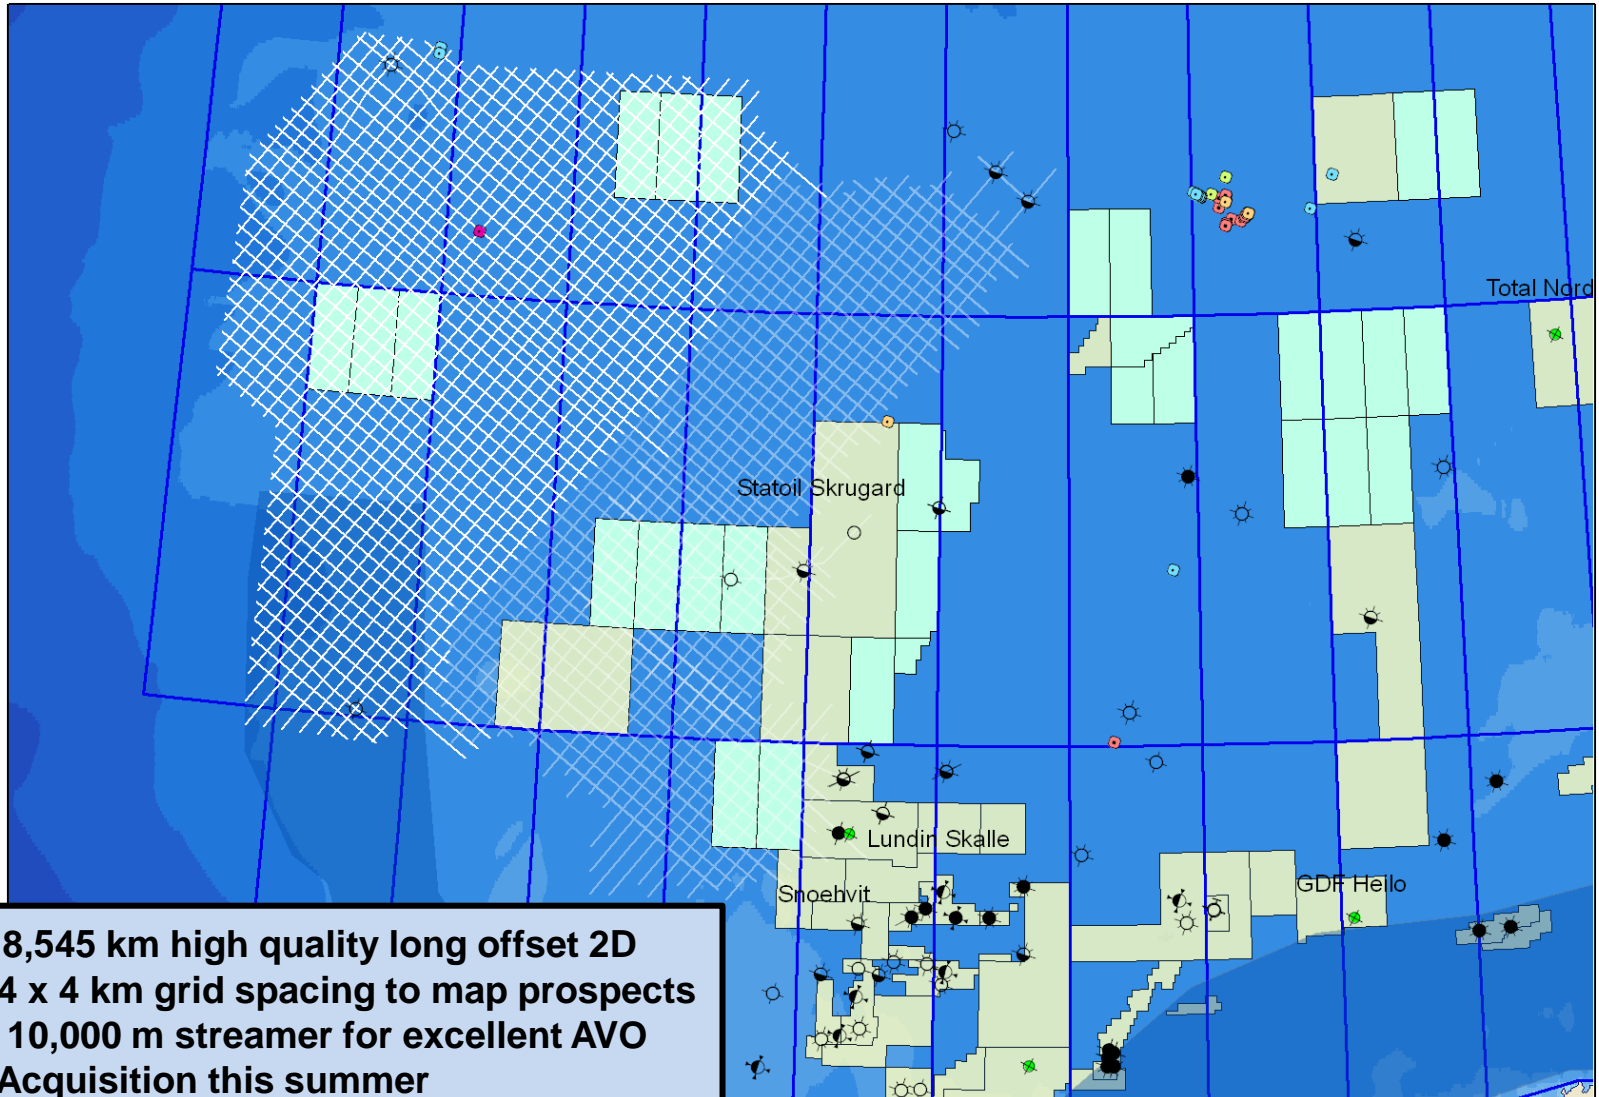 Total Nord
Statoil Skrugard
Lundin Skalle
Snoehvit
GDF Heilo
8,545 km high quality long offset 2D
4 x 4 km grid spacing to map prospects
10,000 m streamer for excellent AVO
Acquisition this summer